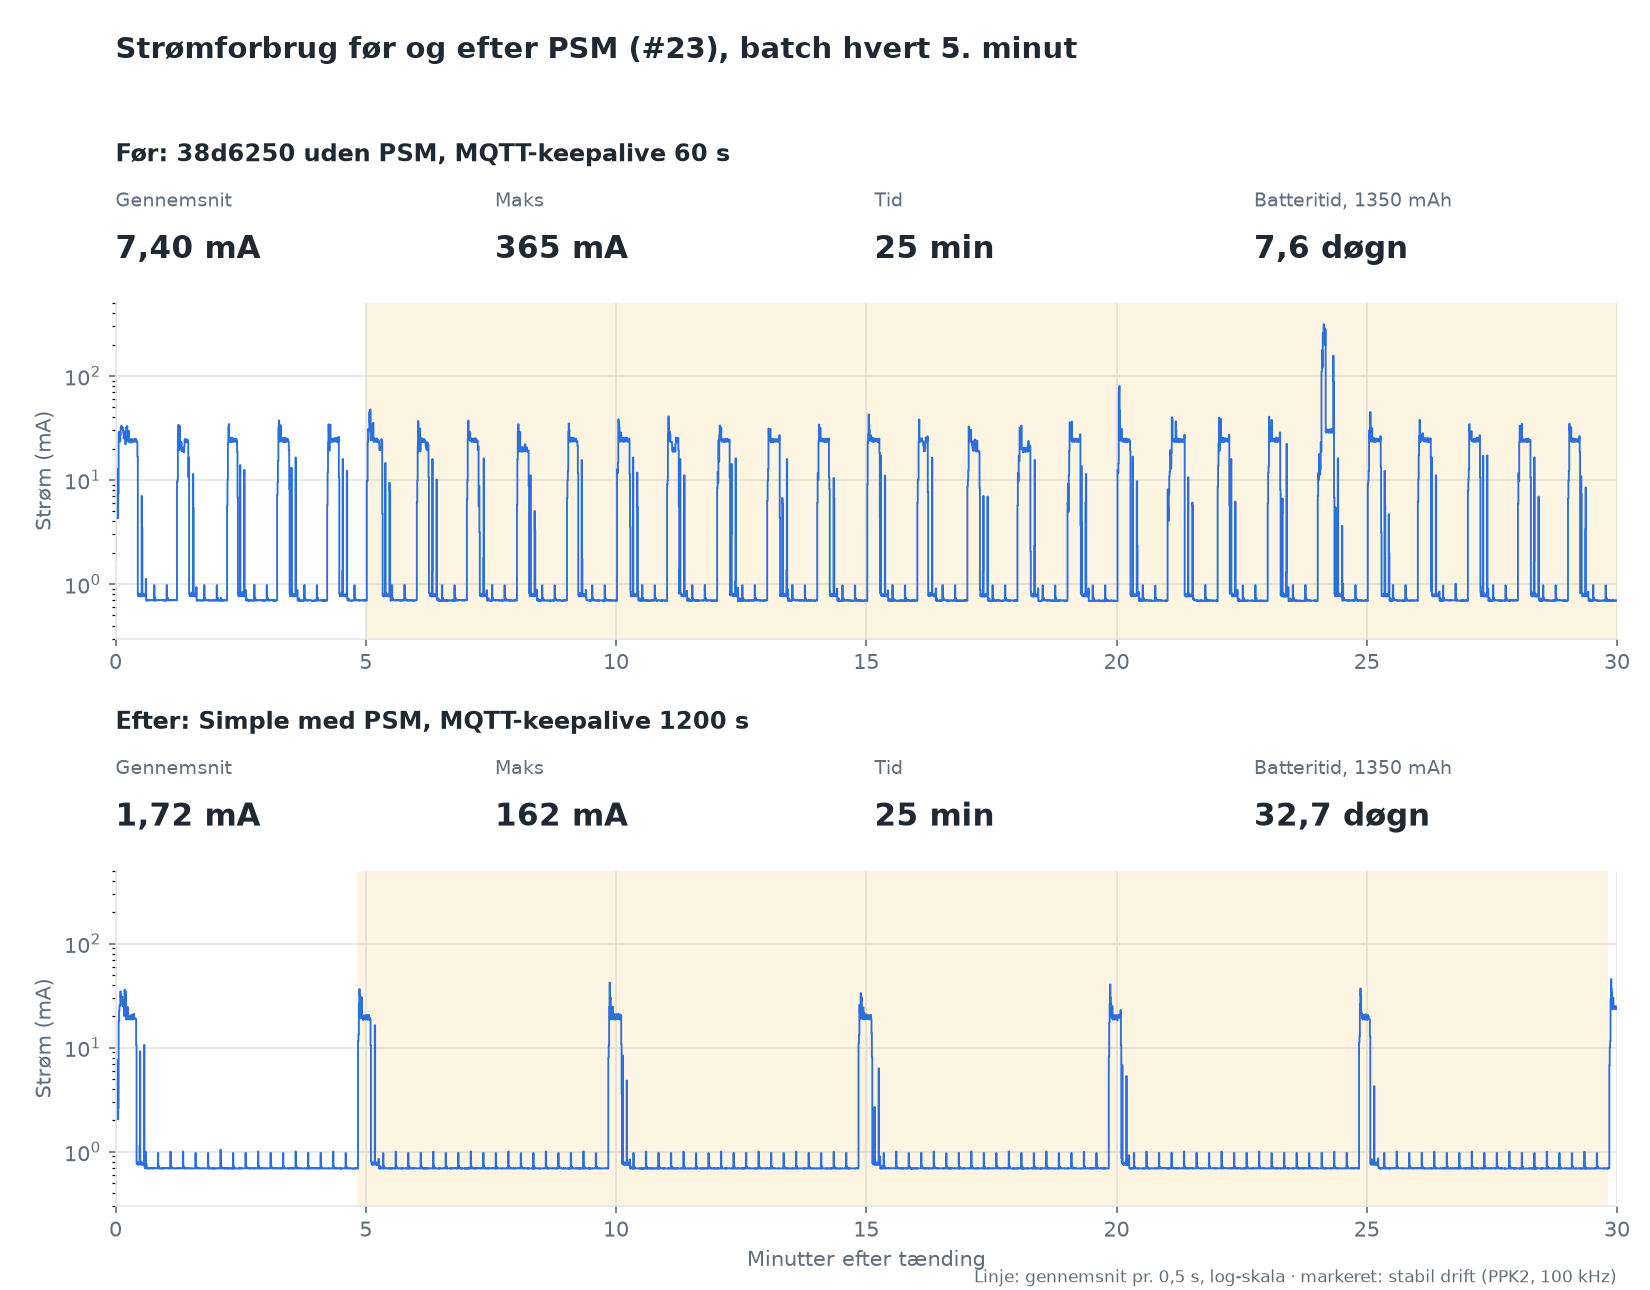 Strømforbrug før og efter PSM (#23), batch hvert 5. minut
Før: 38d6250 uden PSM, MQTT-keepalive 60 s
Gennemsnit Maks Tid Batteritid, 1350 mAh
7,40 mA 365 mA 25 min 7,6 døgn
Strøm (mA)
10²
10¹
10⁰
0 5 10 15 20 25 30
Efter: Simple med PSM, MQTT-keepalive 1200 s
Gennemsnit Maks Tid Batteritid, 1350 mAh
1,72 mA 162 mA 25 min 32,7 døgn
Strøm (mA)
10²
10¹
10⁰
0 5 10 15 20 25 30
Minutter efter tænding
Linje: gennemsnit pr. 0,5 s, log-skala · markeret: stabil drift (PPK2, 100 kHz)